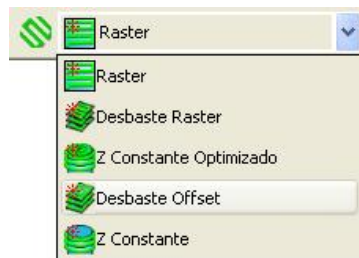 Raster
Raster
Desbaste Raster
Z Constante Optimizado
Desbaste Offset
Z Constante